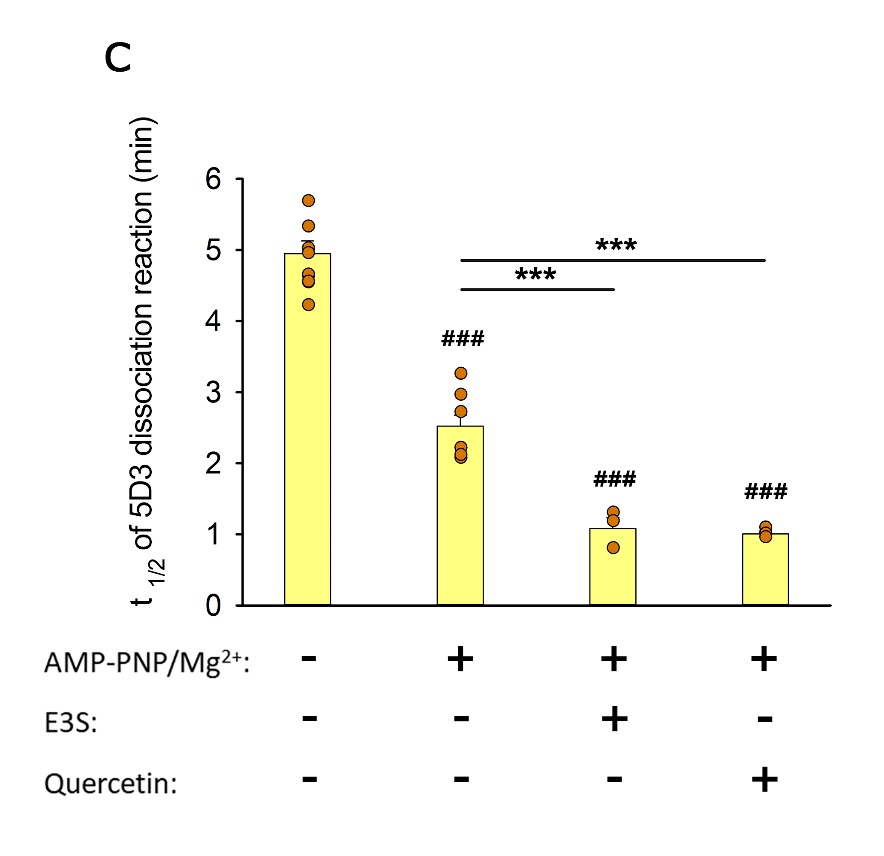 C
t 1/2 of 5D3 dissociation reaction (min)
6
5
4
3
2
1
0
***
***
###
###
###
AMP-PNP/Mg²⁺: - + + +
E3S: - - + -
Quercetin: - - - +